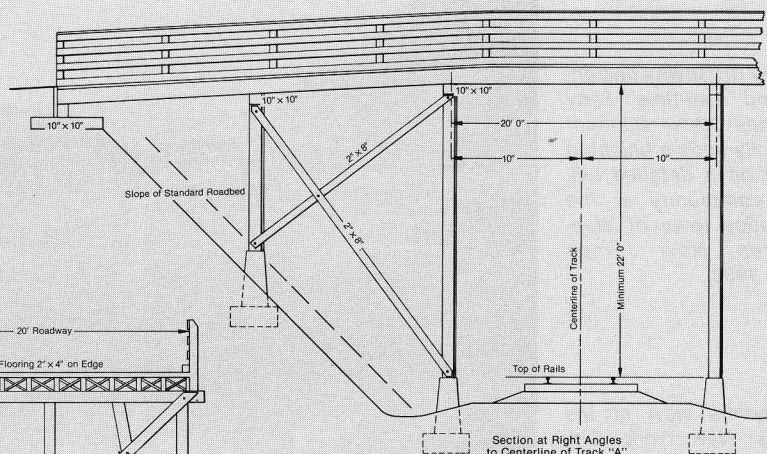 10" × 10"
10" × 10"
10" × 10"
20' 0"
10"
10"
2" × 8"
Slope of Standard Roadbed
2" × 8"
Centerline of Track
Minimum 22' 0"
20' Roadway
Flooring 2" × 4" on Edge
Top of Rails
Section at Right Angles
to Centerline of Track "A"